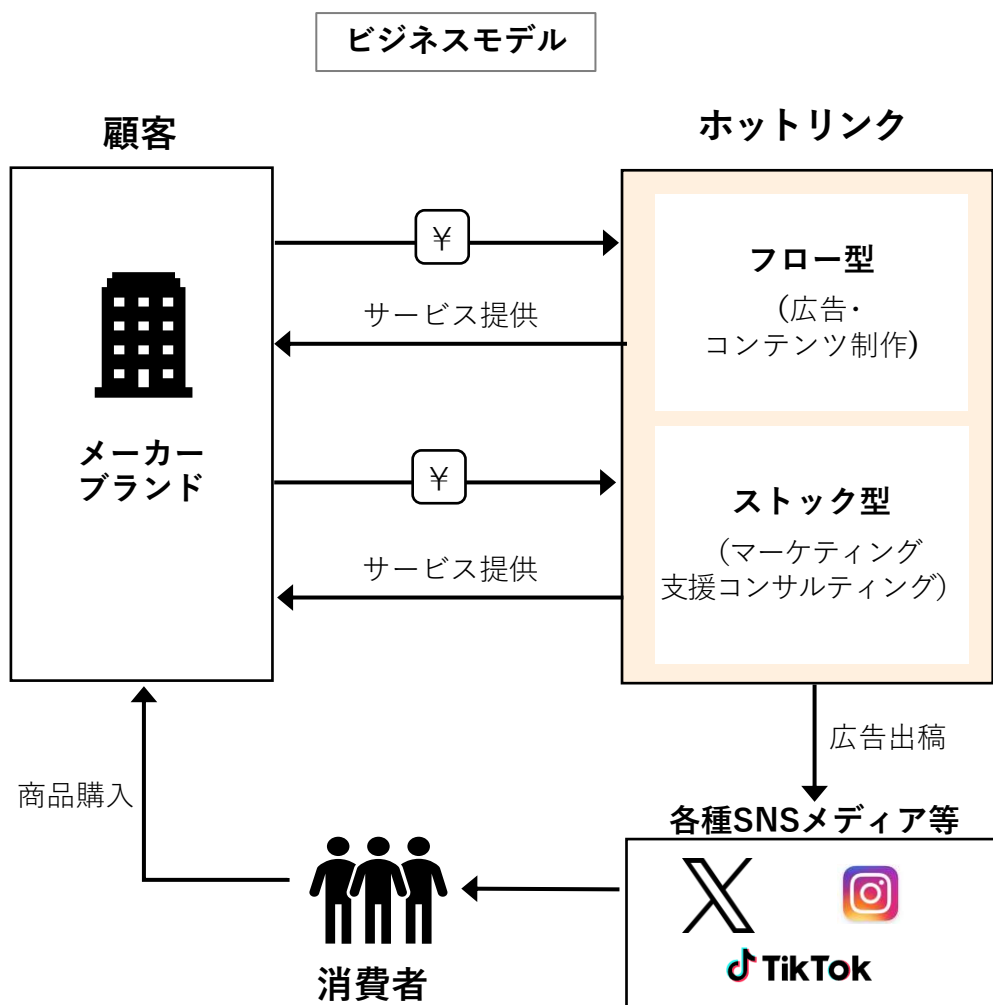 ビジネスモデル
顧客
ホットリンク
¥
フロー型
(広告・
コンテンツ制作)
サービス提供
メーカー
ブランド
¥
ストック型
(マーケティング
支援コンサルティング)
サービス提供
広告出稿
商品購入
各種SNSメディア等
TikTok
消費者